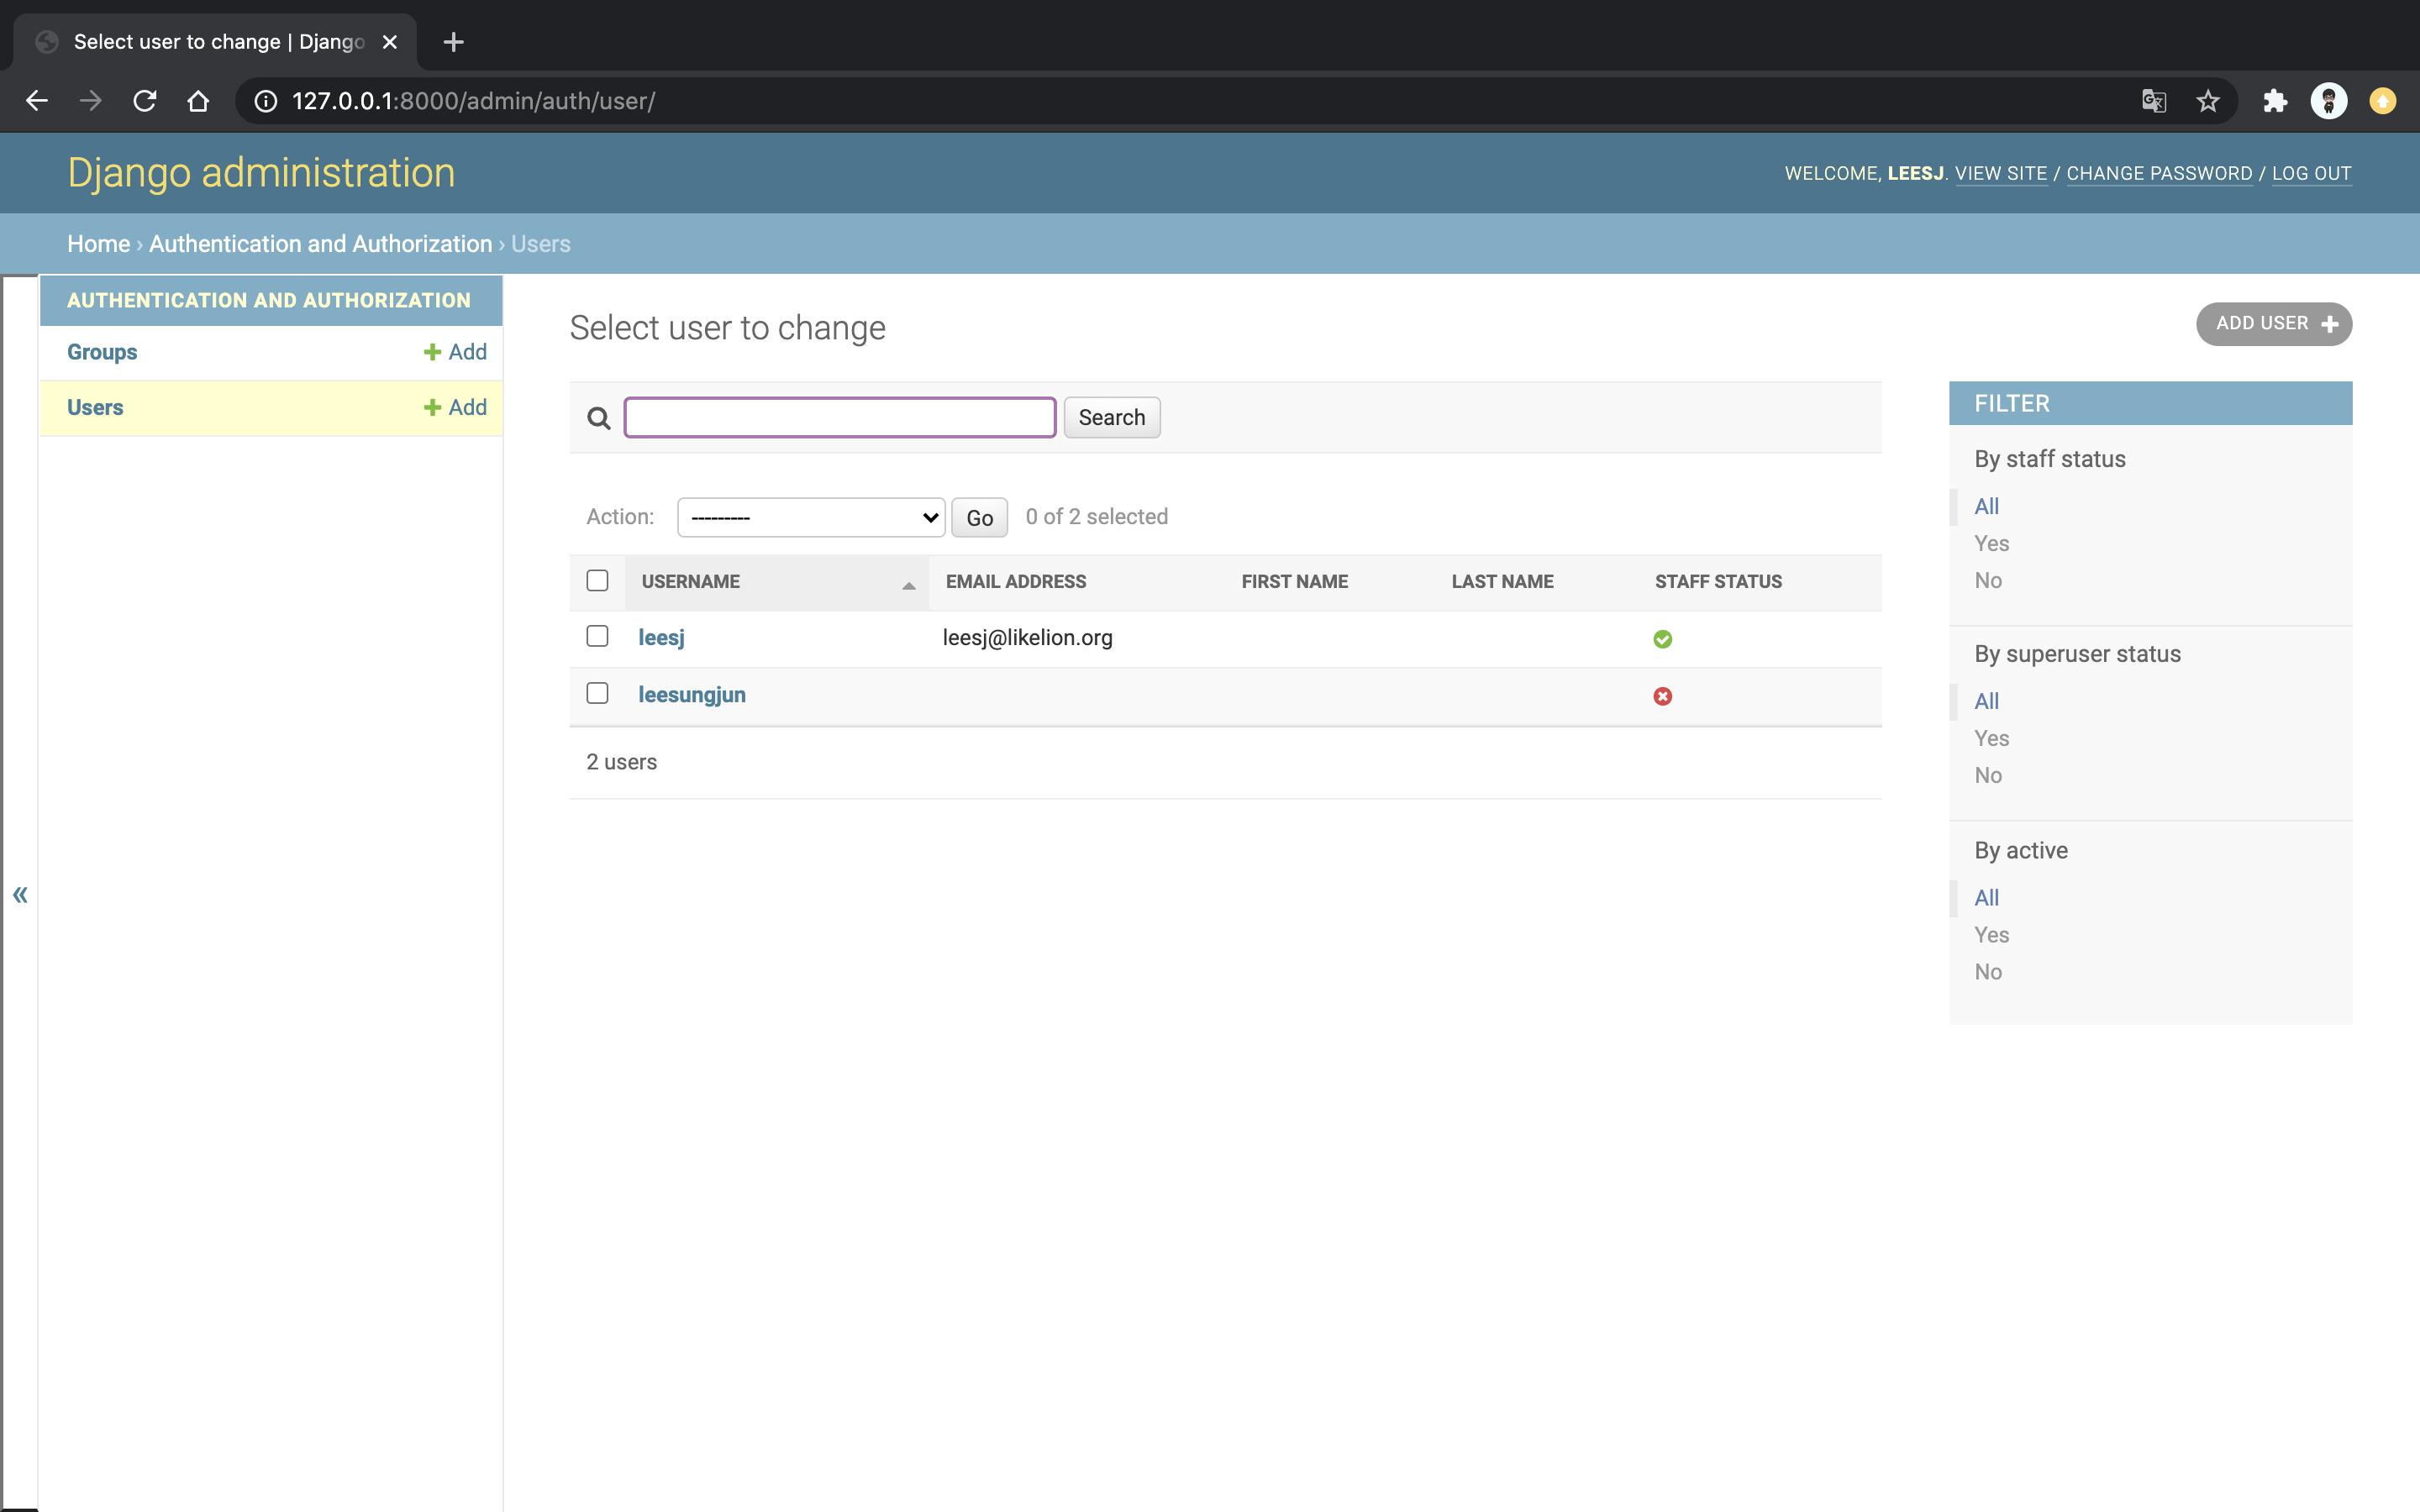 Select user to change | Django
127.0.0.1:8000/admin/auth/user/
Django administration
WELCOME, LEESJ. VIEW SITE / CHANGE PASSWORD / LOG OUT
Home › Authentication and Authorization › Users
AUTHENTICATION AND AUTHORIZATION
Groups + Add
Users + Add
«
Select user to change
ADD USER +
Search
Action: --------- Go 0 of 2 selected
USERNAME EMAIL ADDRESS FIRST NAME LAST NAME STAFF STATUS
leesj leesj@likelion.org
leesungjun
2 users
FILTER
By staff status
All
Yes
No
By superuser status
All
Yes
No
By active
All
Yes
No